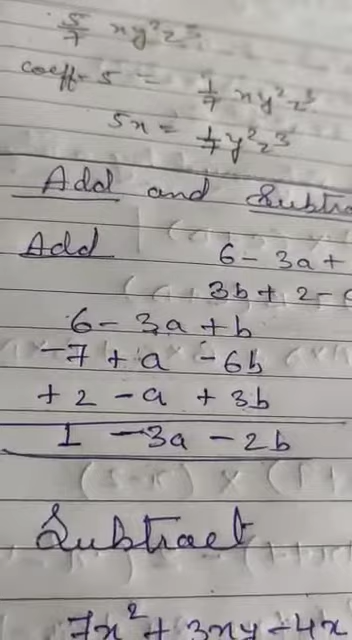 5/7 xy²z³
coeff. 5 = 1/7 xy²z³
5x = 1/7 y²z³
Add and Subtra
Add 6 - 3a +
3b + 2 -
6 - 3a + b
-7 + a - 6b
+ 2 - a + 3b
1 - 3a - 2b
Subtract
7x² + 3xy - 4x